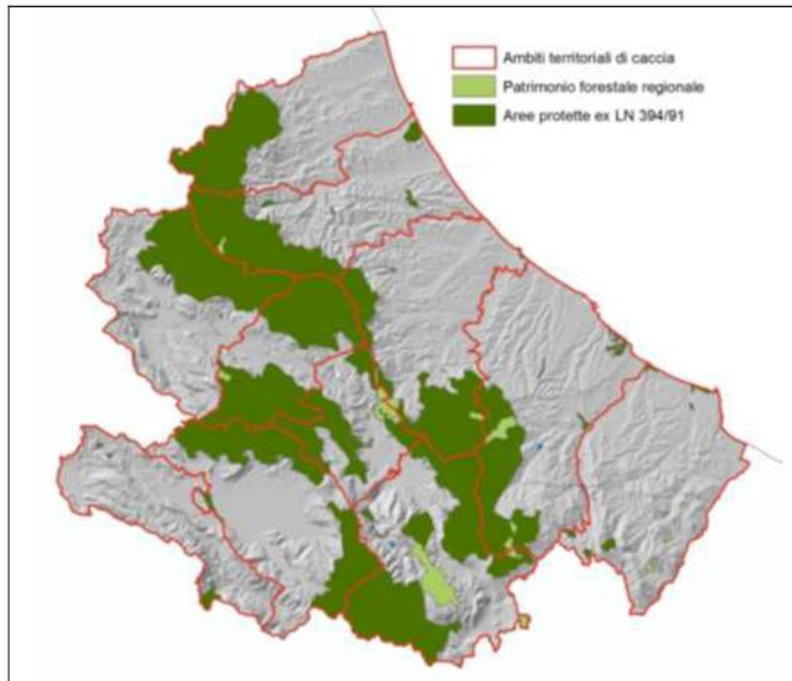 Ambiti territoriali di caccia
Patrimonio forestale regionale
Aree protette ex LN 394/91